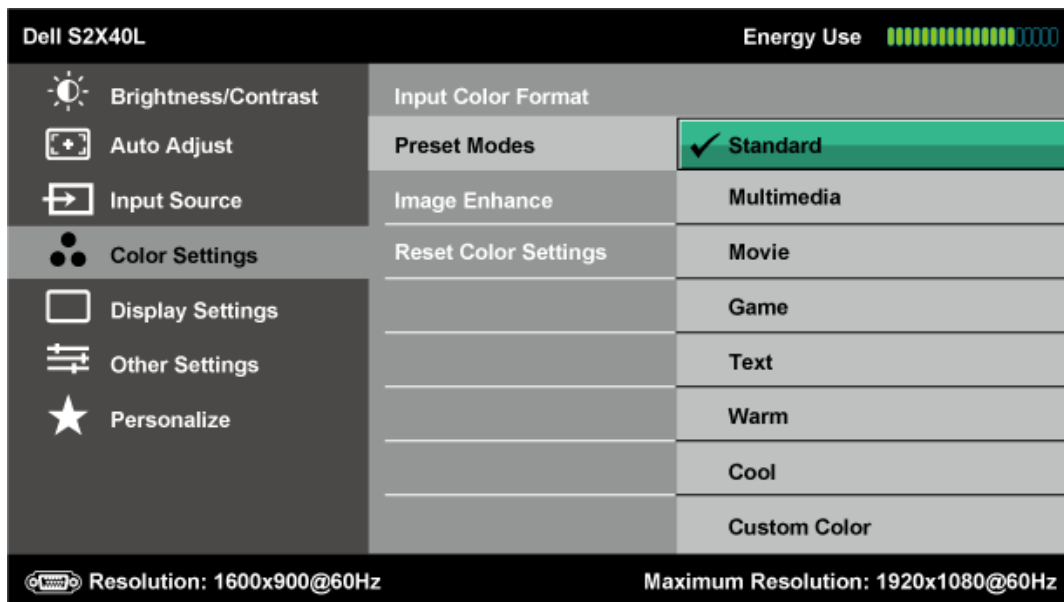 Dell S2X40L
Energy Use
Brightness/Contrast
Auto Adjust
Input Source
Color Settings
Display Settings
Other Settings
Personalize
Input Color Format
Preset Modes
Image Enhance
Reset Color Settings
Standard
Multimedia
Movie
Game
Text
Warm
Cool
Custom Color
Resolution: 1600x900@60Hz
Maximum Resolution: 1920x1080@60Hz